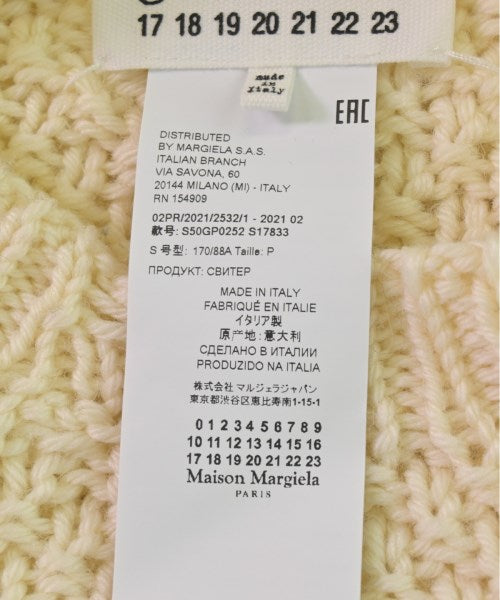 17 18 19 20 21 22 23
made
in
Italy
EAC
DISTRIBUTED
BY MARGIELA S.A.S.
ITALIAN BRANCH
VIA SAVONA, 60
20144 MILANO (MI) - ITALY
RN 154909
02PR/2021/2532/1 - 2021 02
款号: S50GP0252 S17833
S 号型: 170/88A Taille: P
ПРОДУКТ: СВИТЕР
MADE IN ITALY
FABRIQUÉ EN ITALIE
イタリア製
原产地: 意大利
СДЕЛАНО В ИТАЛИИ
PRODUZIDO NA ITALIA
株式会社 マルジェラジャパン
東京都渋谷区恵比寿南1-15-1
0 1 2 3 4 5 6 7 8 9
10 11 12 13 14 15 16
17 18 19 20 21 22 23
Maison Margiela
PARIS